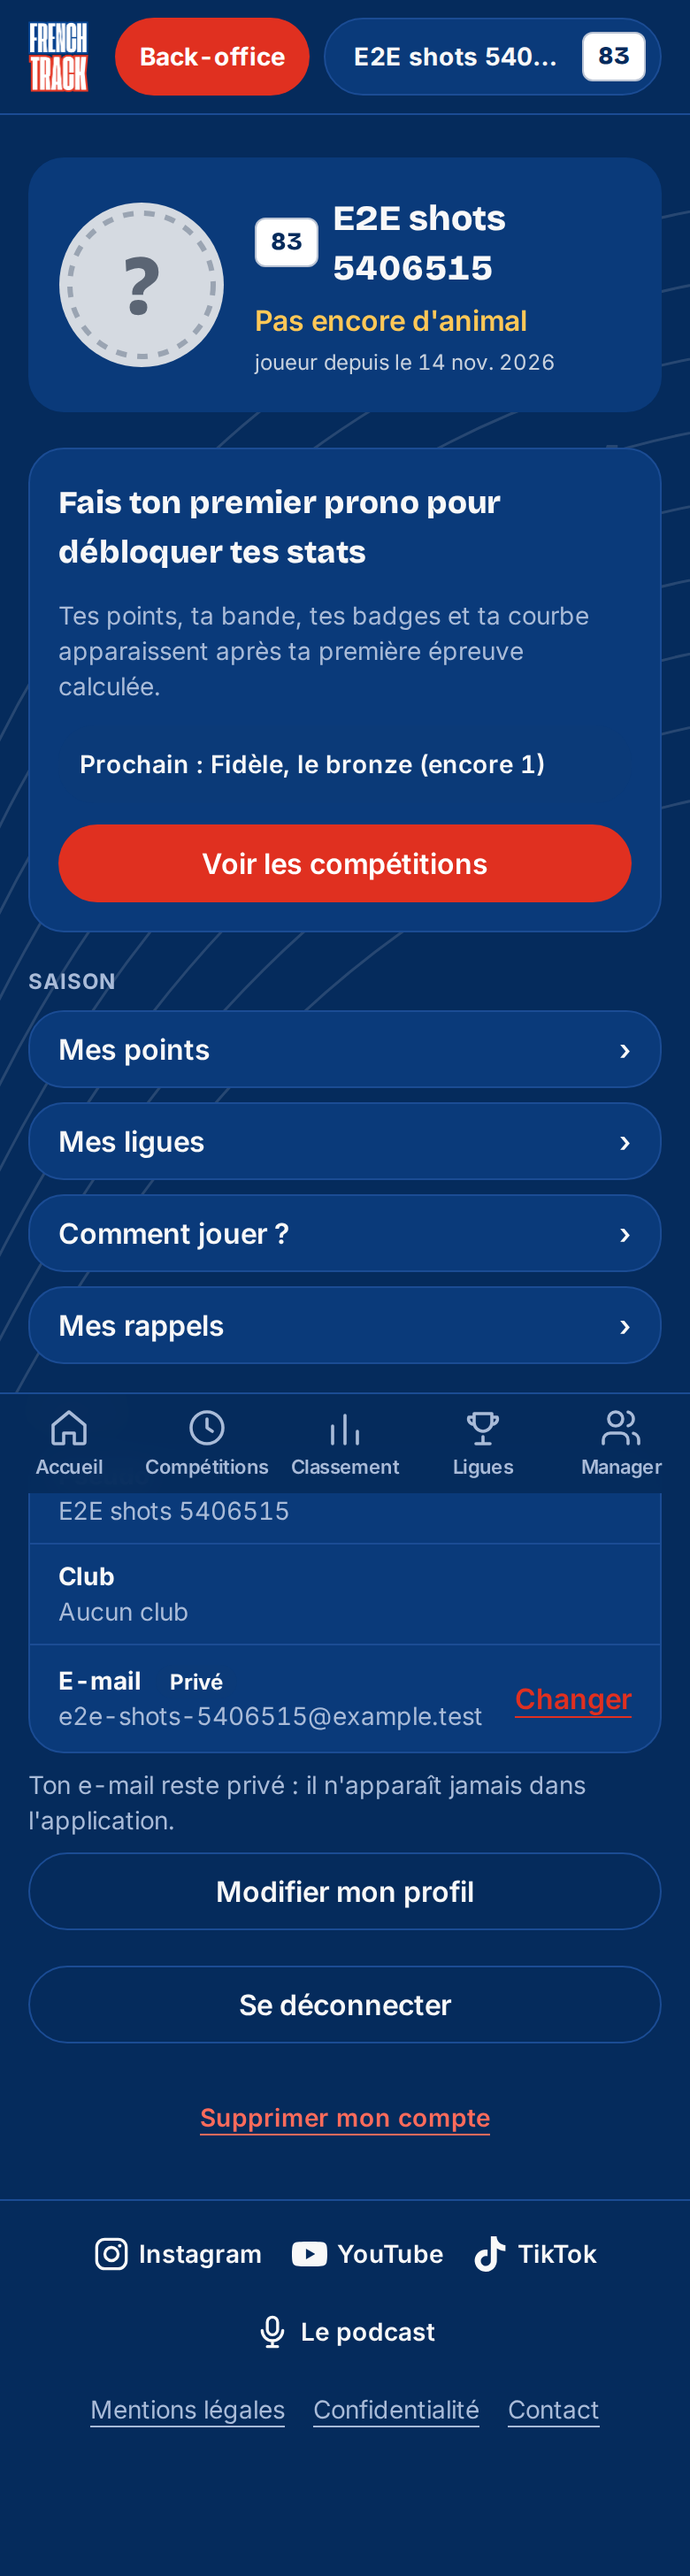 FRENCH
TRACK
Back-office
E2E shots 540...
83
?
83
E2E shots
5406515
Pas encore d'animal
joueur depuis le 14 nov. 2026
Fais ton premier prono pour
débloquer tes stats
Tes points, ta bande, tes badges et ta courbe
apparaissent après ta première épreuve
calculée.
Prochain : Fidèle, le bronze (encore 1)
Voir les compétitions
SAISON
Mes points ›
Mes ligues ›
Comment jouer ? ›
Mes rappels ›
Accueil
Compétitions
Classement
Ligues
Manager
E2E shots 5406515
Club
Aucun club
E-mail Privé
e2e-shots-5406515@example.test
Changer
Ton e-mail reste privé : il n'apparaît jamais dans
l'application.
Modifier mon profil
Se déconnecter
Supprimer mon compte
Instagram
YouTube
TikTok
Le podcast
Mentions légales
Confidentialité
Contact